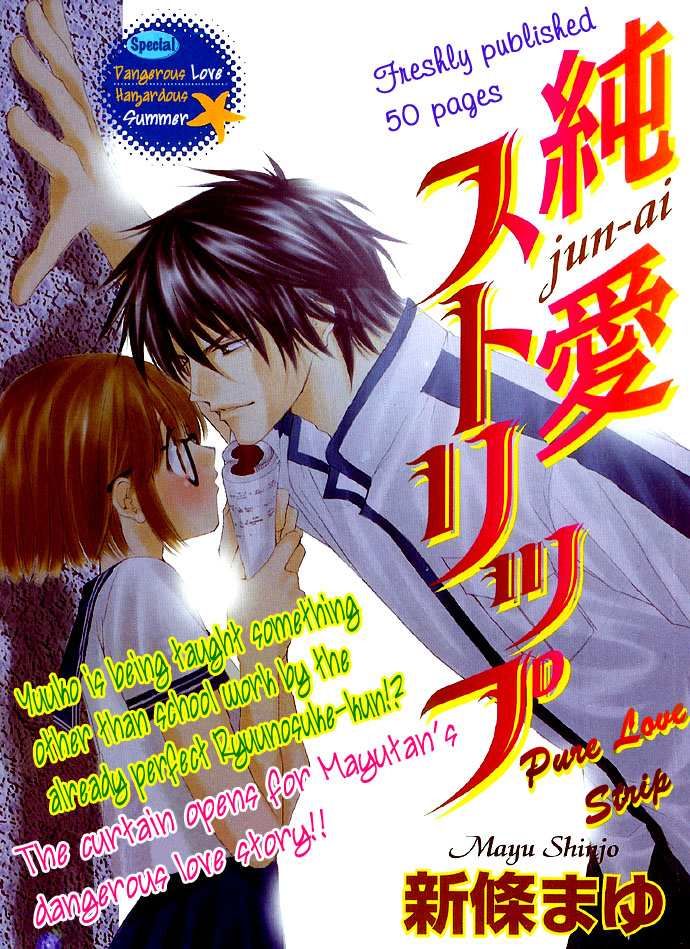 Special
Dangerous Love
Hanzardous
Summer
Freshly published
50 pages
純愛
jun-ai
ストリップ
Pure Love
Strip
Yuuko is being taught something
other than school work by the
already perfect Ryuunosuke-kun!?
The curtain opens for Mayutan's
dangerous love story!!
Mayu Shinjo
新條まゆ